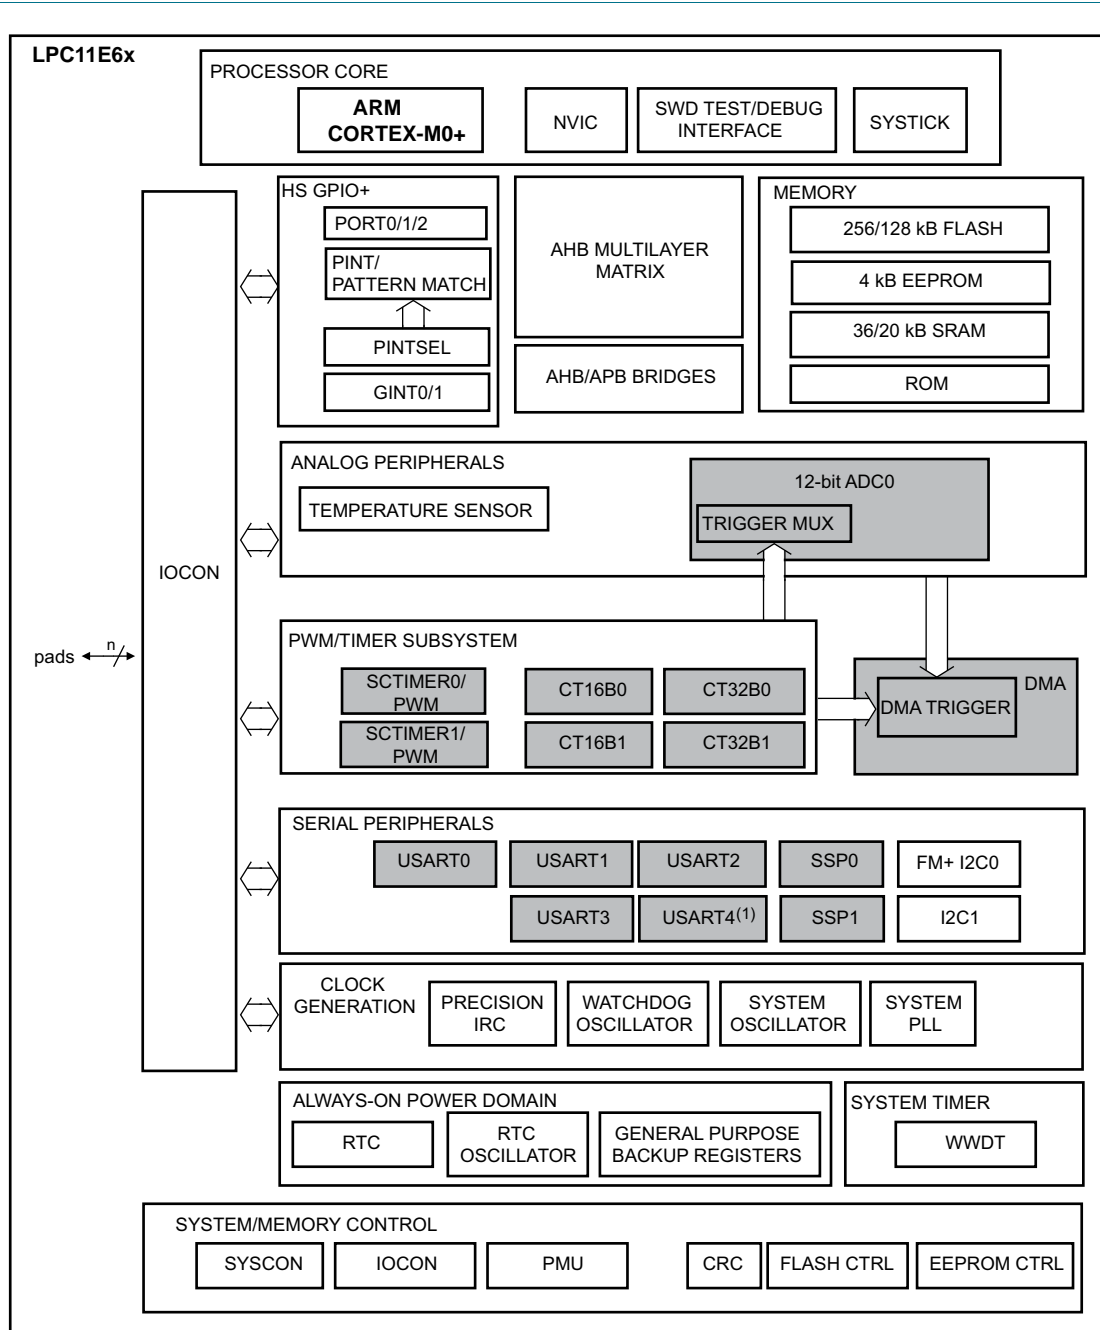 LPC11E6x
PROCESSOR CORE
ARM
CORTEX-M0+
NVIC
SWD TEST/DEBUG
INTERFACE
SYSTICK
HS GPIO+
PORT0/1/2
PINT/
PATTERN MATCH
PINTSEL
GINT0/1
AHB MULTILAYER
MATRIX
AHB/APB BRIDGES
MEMORY
256/128 kB FLASH
4 kB EEPROM
36/20 kB SRAM
ROM
IOCON
pads
n
ANALOG PERIPHERALS
TEMPERATURE SENSOR
12-bit ADC0
TRIGGER MUX
PWM/TIMER SUBSYSTEM
SCTIMER0/
PWM
CT16B0
CT32B0
SCTIMER1/
PWM
CT16B1
CT32B1
DMA
DMA TRIGGER
SERIAL PERIPHERALS
USART0
USART1
USART2
SSP0
FM+ I2C0
USART3
USART4(1)
SSP1
I2C1
CLOCK
GENERATION
PRECISION
IRC
WATCHDOG
OSCILLATOR
SYSTEM
OSCILLATOR
SYSTEM
PLL
ALWAYS-ON POWER DOMAIN
RTC
RTC
OSCILLATOR
GENERAL PURPOSE
BACKUP REGISTERS
SYSTEM TIMER
WWDT
SYSTEM/MEMORY CONTROL
SYSCON
IOCON
PMU
CRC
FLASH CTRL
EEPROM CTRL